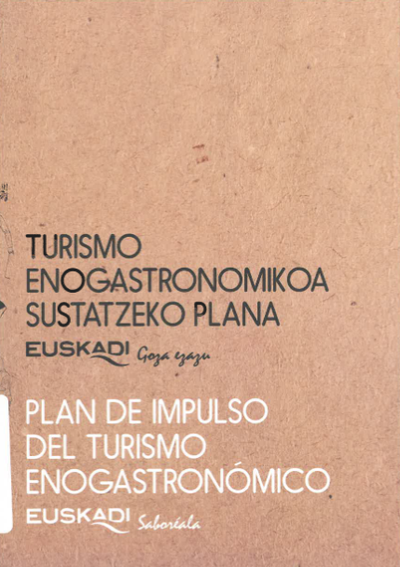 TURISMO
ENOGASTRONOMIKOA
SUSTATZEKO PLANA
EUSKADI Goza ezazu
PLAN DE IMPULSO
DEL TURISMO
ENOGASTRONÓMICO
EUSKADI Saboréala